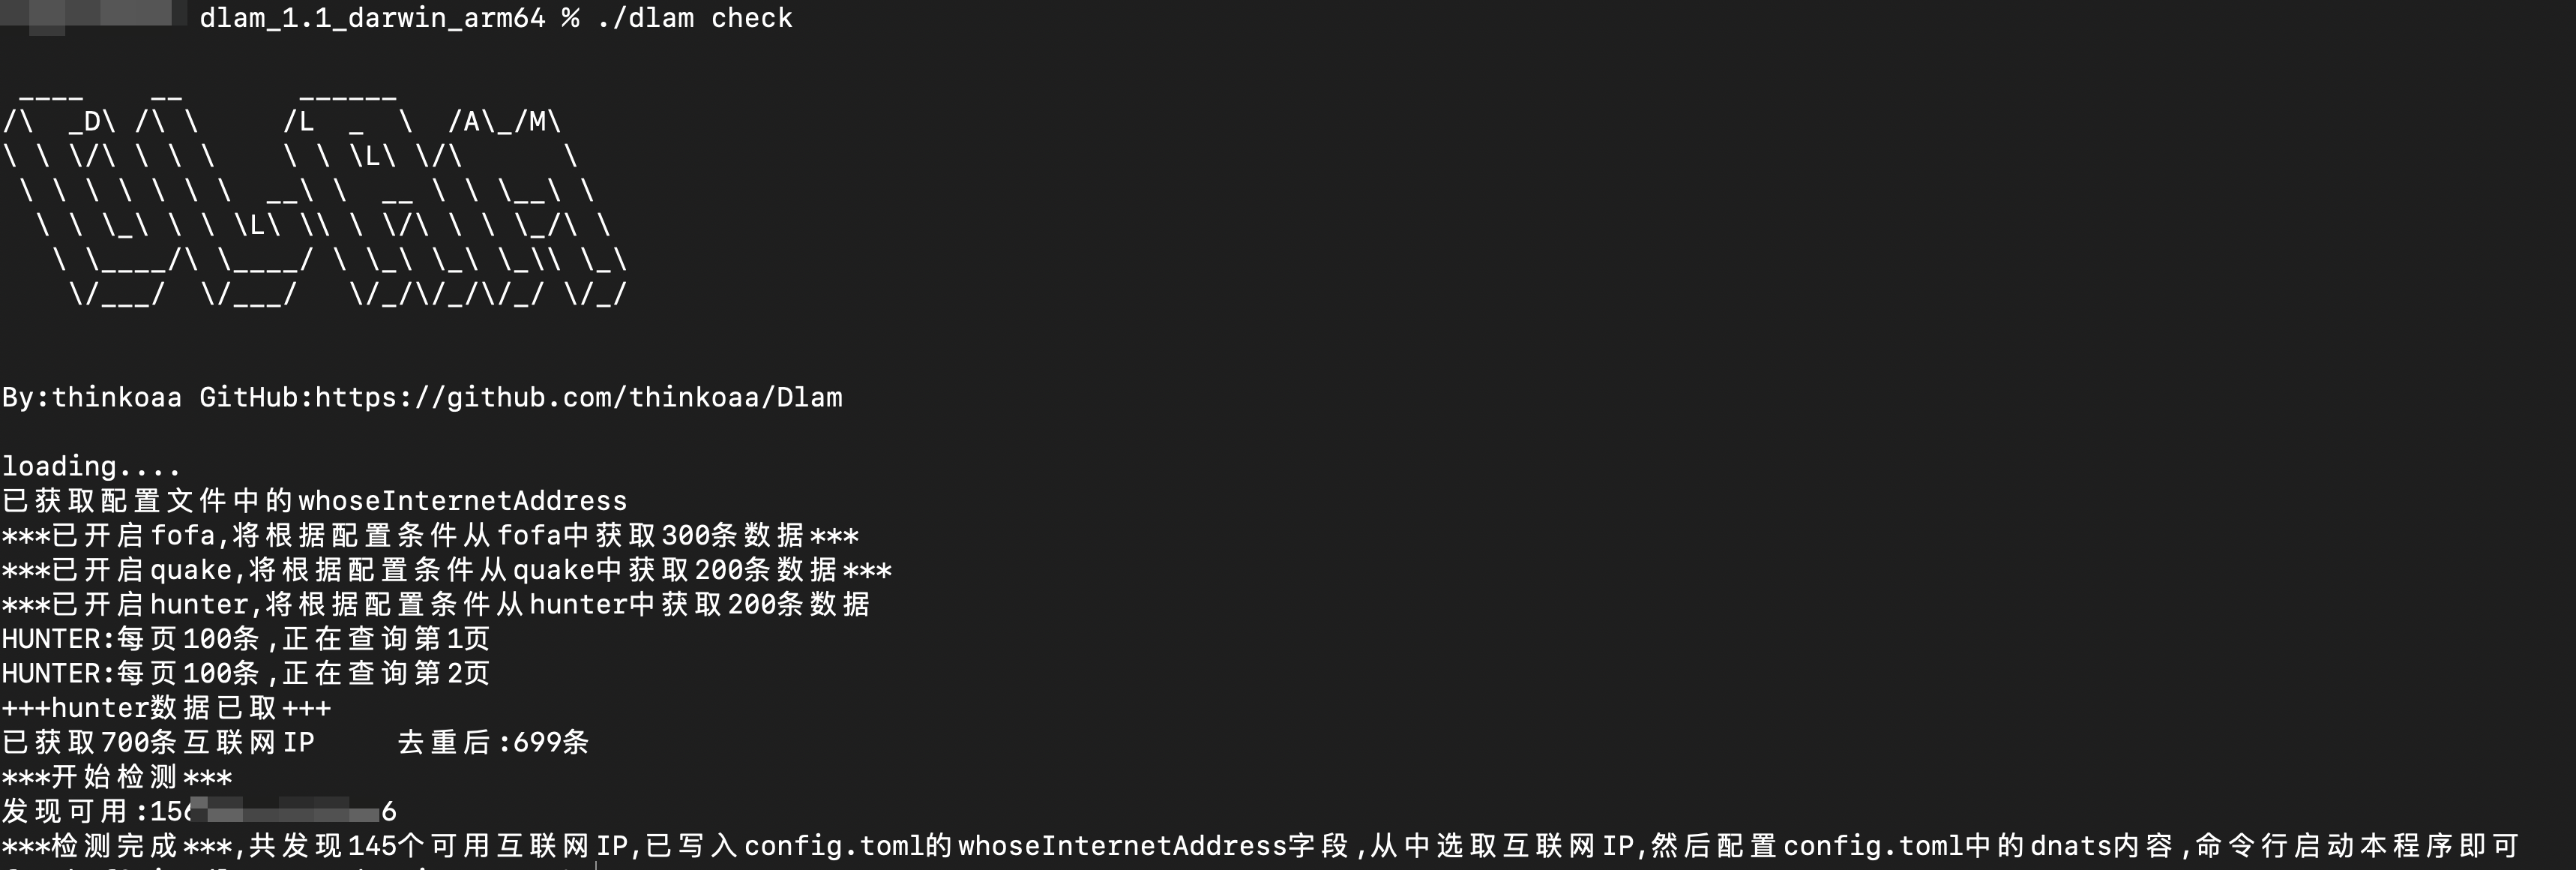 dlam_1.1_darwin_arm64 % ./dlam check
 ____    __       ______
/\  _D\ /\ \     /L  _  \  /A\_/M\
\ \ \/\ \ \ \    \ \ \L\ \/\      \
 \ \ \ \ \ \ \  __\ \  __ \ \ \__\ \
  \ \ \_\ \ \ \L\ \\ \ \/\ \ \ \_/\ \
   \ \____/\ \____/ \ \_\ \_\ \_\\ \_\
    \/___/  \/___/   \/_/\/_/\/_/ \/_/
By:thinkoaa GitHub:https://github.com/thinkoaa/Dlam
loading....
已获取配置文件中的whoseInternetAddress
***已开启fofa,将根据配置条件从fofa中获取300条数据***
***已开启quake,将根据配置条件从quake中获取200条数据***
***已开启hunter,将根据配置条件从hunter中获取200条数据
HUNTER:每页100条,正在查询第1页
HUNTER:每页100条,正在查询第2页
+++hunter数据已取+++
已获取700条互联网IP     去重后:699条
***开始检测***
发现可用:156 6
***检测完成***,共发现145个可用互联网IP,已写入config.toml的whoseInternetAddress字段,从中选取互联网IP,然后配置config.toml中的dnats内容,命令行启动本程序即可